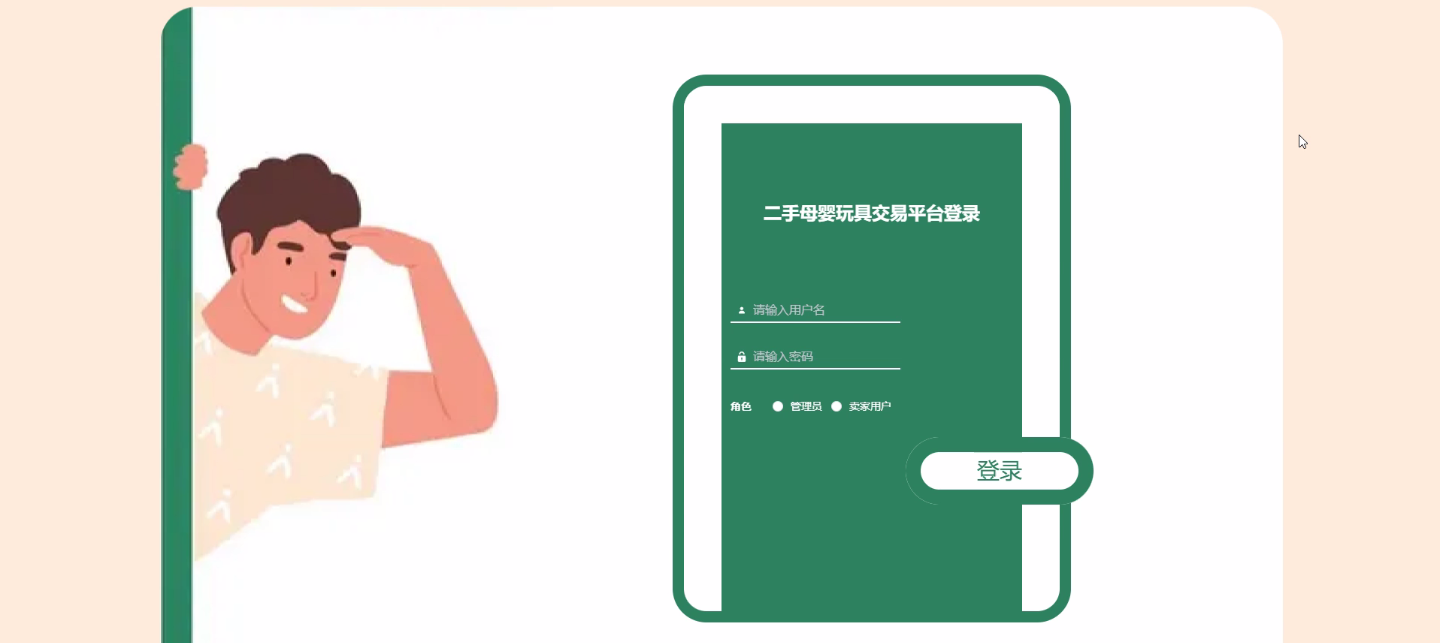 二手母婴玩具交易平台登录
请输入用户名
请输入密码
角色 管理员 卖家用户
登录